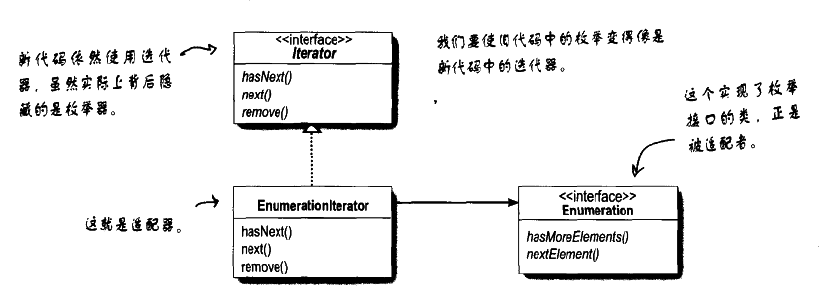 <<interface>>
Iterator
hasNext()
next()
remove()
新代码依然使用迭代
器，虽然实际上背后隐
藏的是枚举器。
我们要使旧代码中的枚举变得像是
新代码中的迭代器。
这个实现了枚举
接口的类，正是
被适配者。
这就是适配器。
EnumerationIterator
hasNext()
next()
remove()
<<interface>>
Enumeration
hasMoreElements()
nextElement()